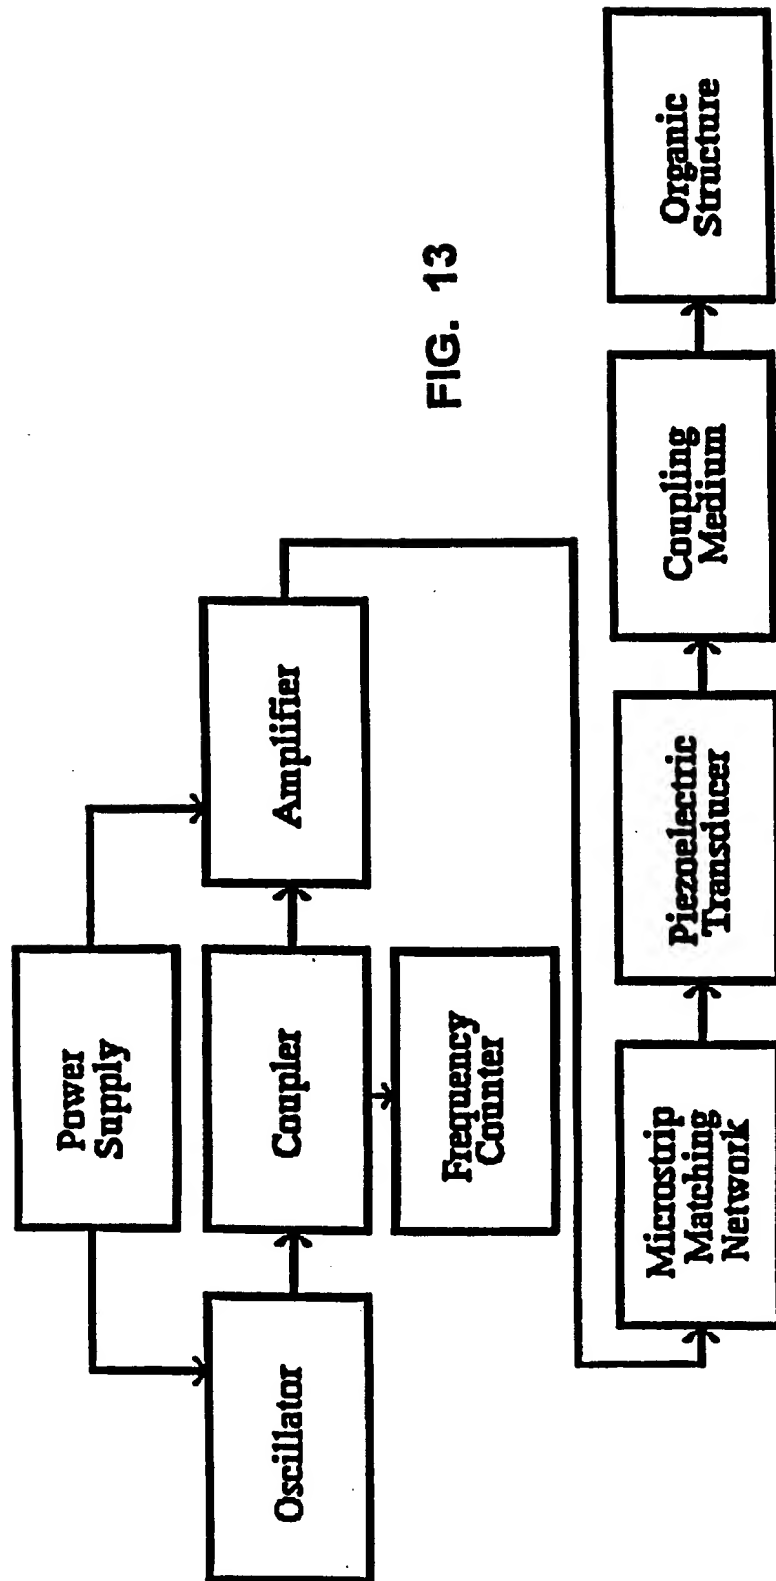 Power
Supply
Oscillator
Coupler
Amplifier
Frequency
Counter
FIG. 13
Microstrip
Matching
Network
Piezoelectric
Transducer
Coupling
Medium
Organic
Structure